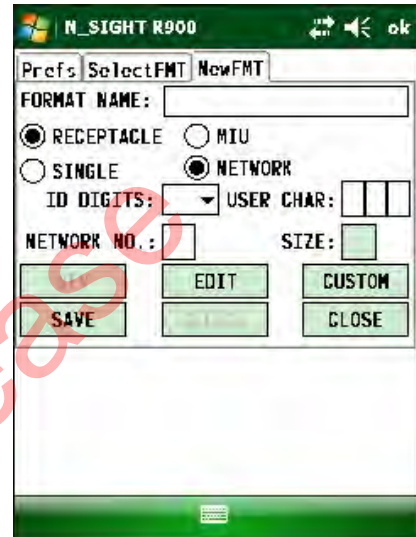 N_SIGHT R900 ok
Prefs SelectFMT NewFMT
FORMAT NAME:
RECEPTACLE MIU
SINGLE NETWORK
ID DIGITS: USER CHAR:
NETWORK NO.: SIZE:
EDIT CUSTOM
SAVE CLOSE
ase